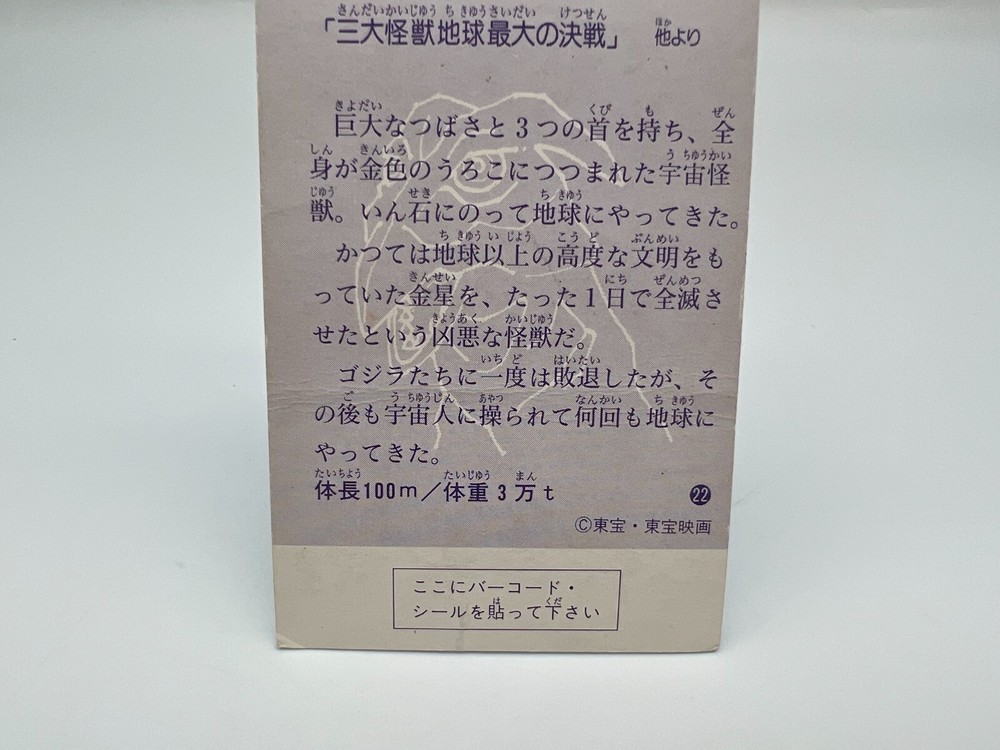 「三大怪獣地球最大の決戦」 他より
巨大なつばさと3つの首を持ち、全
身が金色のうろこにつつまれた宇宙怪
獣。いん石にのって地球にやってきた。
かつては地球以上の高度な文明をも
っていた金星を、たった1日で全滅さ
せたという凶悪な怪獣だ。
ゴジラたちに一度は敗退したが、そ
の後も宇宙人に操られて何回も地球に
やってきた。
体長100m／体重3万t
22
©東宝・東宝映画
ここにバーコード・
シールを貼って下さい